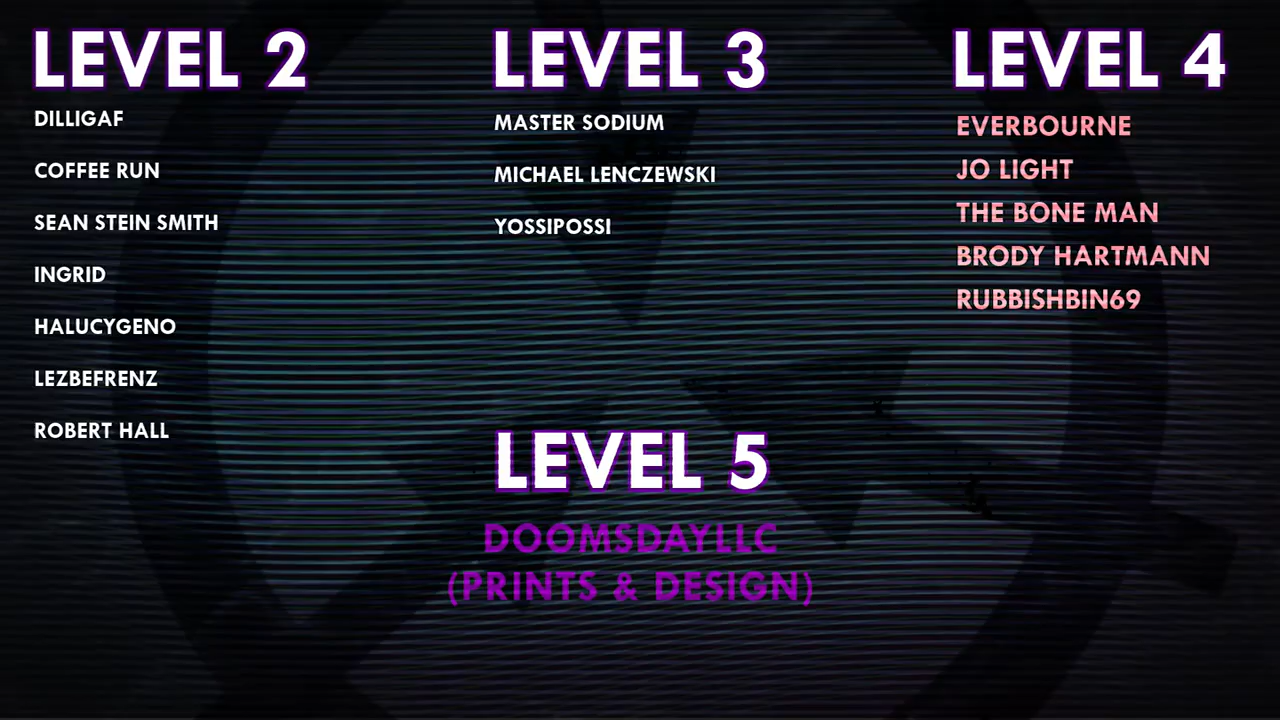 LEVEL 2
DILLIGAF
COFFEE RUN
SEAN STEIN SMITH
INGRID
HALUCYGENO
LEZBEFRENZ
ROBERT HALL
LEVEL 3
MASTER SODIUM
MICHAEL LENCZEWSKI
YOSSIPOSSI
LEVEL 4
EVERBOURNE
JO LIGHT
THE BONE MAN
BRODY HARTMANN
RUBBISHBIN69
LEVEL 5
DOOMSDAYLLC
(PRINTS & DESIGN)